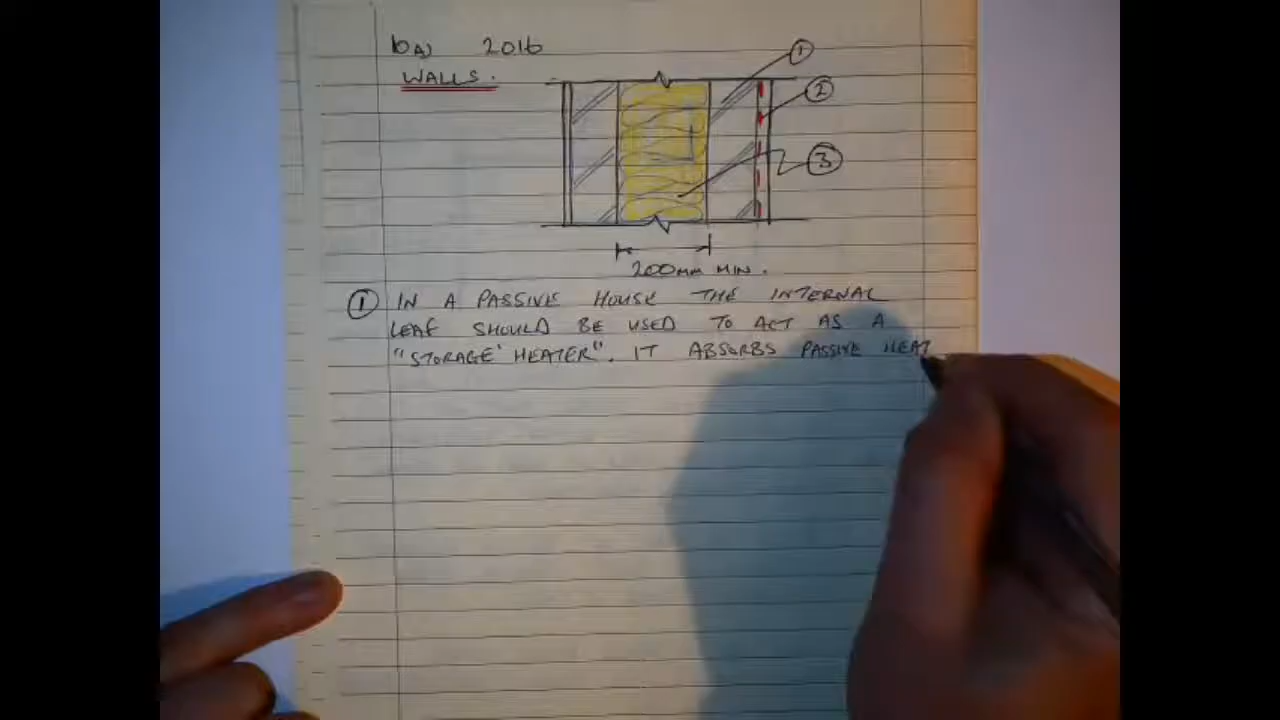 6a) 2016
WALLS.
1
2
3
200MM MIN.
1 IN A PASSIVE HOUSE THE INTERNAL
LEAF SHOULD BE USED TO ACT AS A
"STORAGE HEATER". IT ABSORBS PASSIVE HEAT